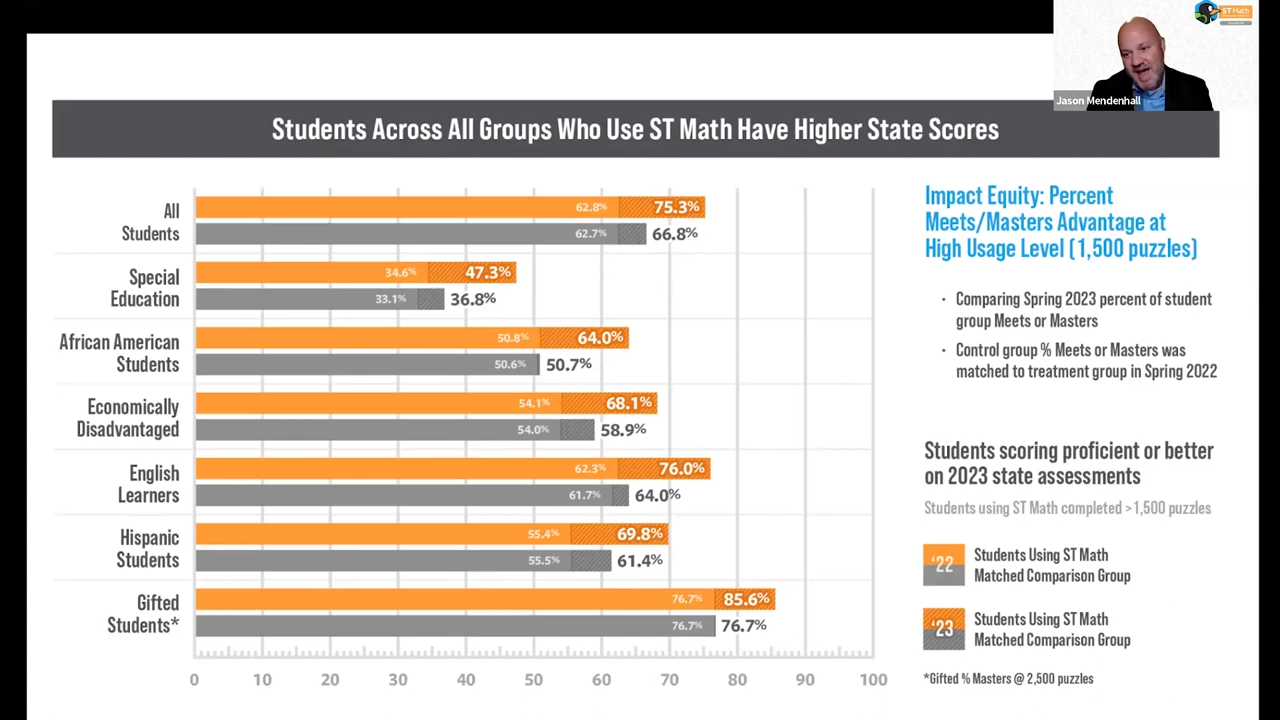 ST Math
Jason Mendenhall
Students Across All Groups Who Use ST Math Have Higher State Scores
All
Students
62.8%
75.3%
62.7%
66.8%
Special
Education
34.6%
47.3%
33.1%
36.8%
African American
Students
50.8%
64.0%
50.6%
50.7%
Economically
Disadvantaged
54.1%
68.1%
54.0%
58.9%
English
Learners
62.3%
76.0%
61.7%
64.0%
Hispanic
Students
55.4%
69.8%
55.5%
61.4%
Gifted
Students*
76.7%
85.6%
76.7%
76.7%
0 10 20 30 40 50 60 70 80 90 100
Impact Equity: Percent
Meets/Masters Advantage at
High Usage Level (1,500 puzzles)
· Comparing Spring 2023 percent of student
group Meets or Masters
· Control group % Meets or Masters was
matched to treatment group in Spring 2022
Students scoring proficient or better
on 2023 state assessments
Students using ST Math completed >1,500 puzzles
‘22
Students Using ST Math
Matched Comparison Group
‘23
Students Using ST Math
Matched Comparison Group
*Gifted % Masters @ 2,500 puzzles